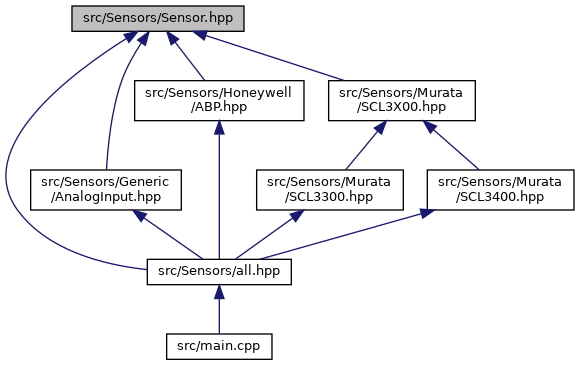 src/Sensors/Sensor.hpp
src/Sensors/Honeywell
/ABP.hpp
src/Sensors/Murata
/SCL3X00.hpp
src/Sensors/Generic
/AnalogInput.hpp
src/Sensors/Murata
/SCL3300.hpp
src/Sensors/Murata
/SCL3400.hpp
src/Sensors/all.hpp
src/main.cpp